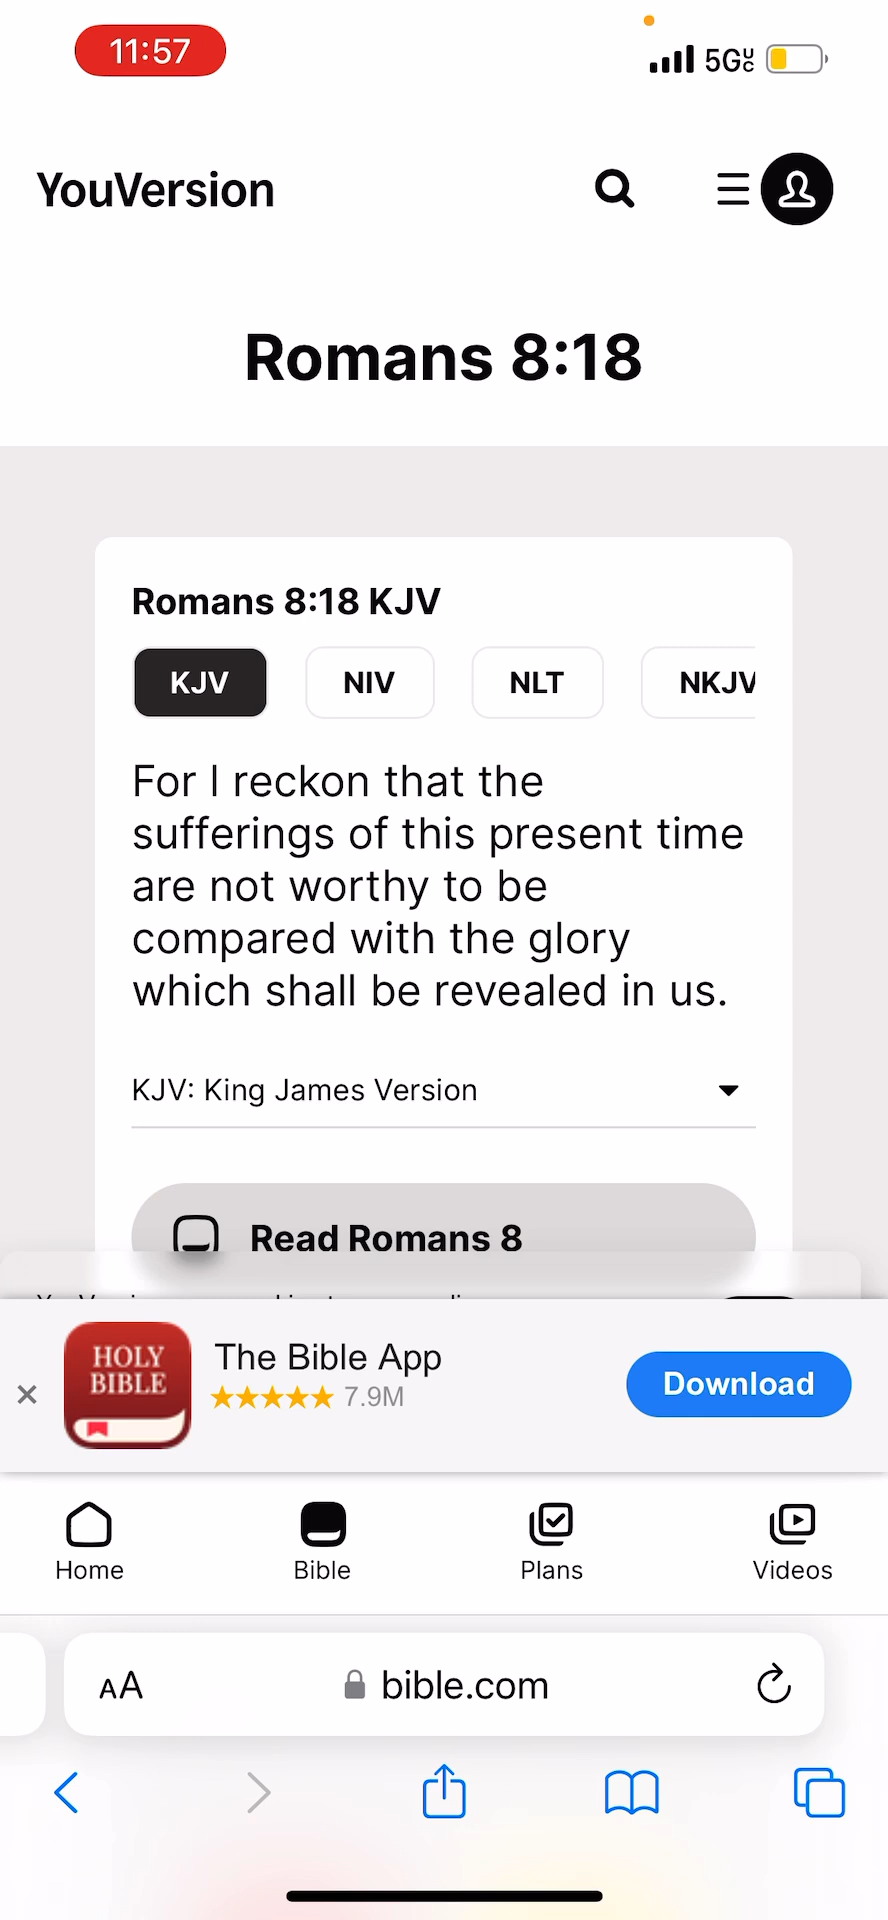 11:57
5GUC
YouVersion
Romans 8:18
Romans 8:18 KJV
KJV NIV NLT NKJV
For I reckon that the
sufferings of this present time
are not worthy to be
compared with the glory
which shall be revealed in us.
KJV: King James Version
Read Romans 8
HOLY
BIBLE
The Bible App
★★★★★ 7.9M
Download
Home Bible Plans Videos
AA bible.com